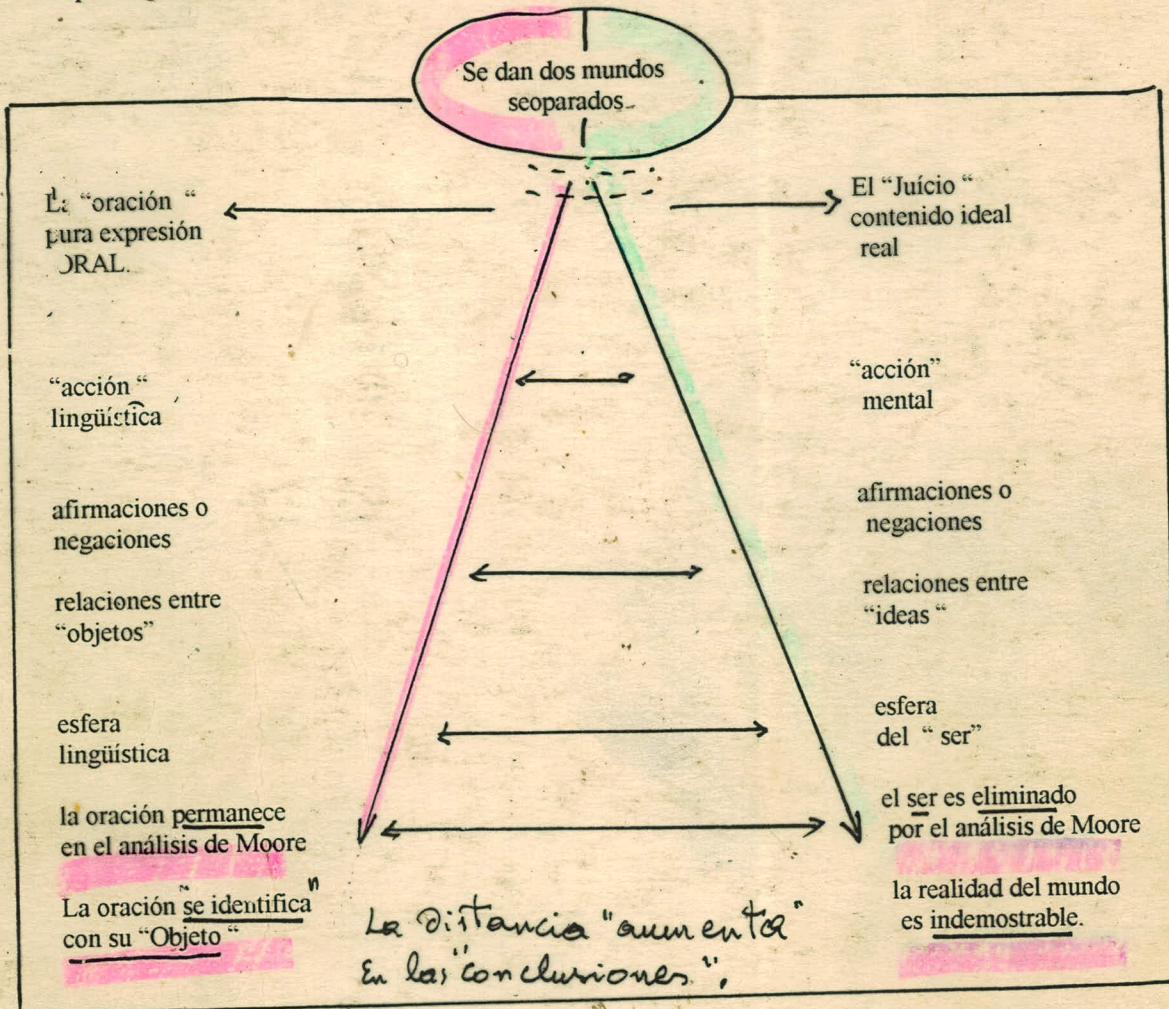 Se dan dos mundos
seoparados
La “oración “
pura expresión
ORAL.
El “Juício “
contenido ideal
real
“acción “
lingüística
“acción”
mental
afirmaciones o
negaciones
afirmaciones o
negaciones
relaciones entre
“objetos”
relaciones entre
“ideas “
esfera
lingüística
esfera
del “ ser”
la oración permanece
en el análisis de Moore
el ser es eliminado
por el análisis de Moore
La oración "se identifica"
con su “Objeto “
la realidad del mundo
es indemostrable.
La Distancia "aumenta"
En las "conclusiones".